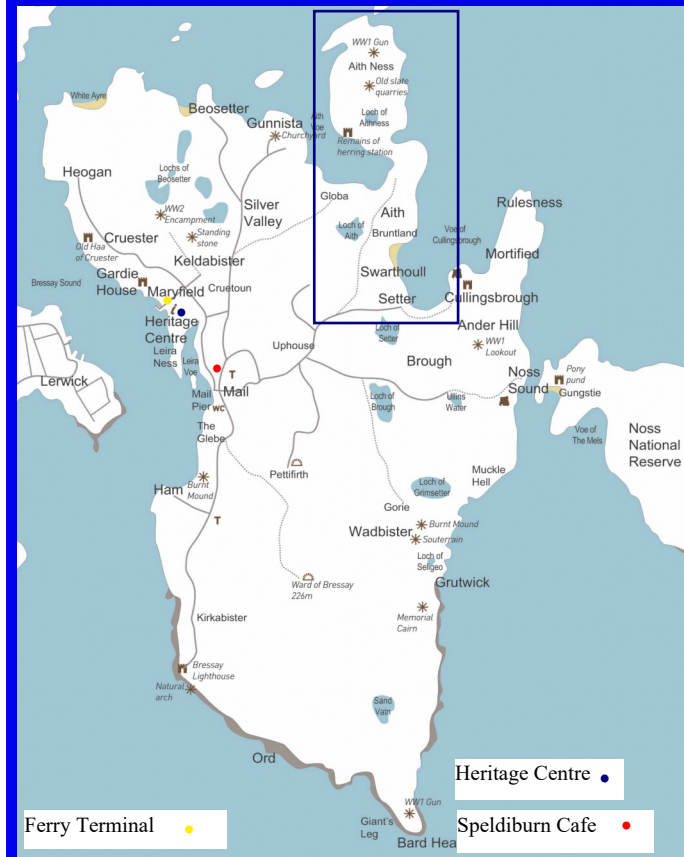 WW1 Gun
Aith Ness
Old slate
quarries
White Ayre
Beosetter
Gunnista
Churchyard
Aith
Voe
Loch of
Aithness
Remains of
herring station
Heogan
Lochs of
Beosetter
WW2
Encampment
Silver
Valley
Globa
Aith
Loch of
Aith
Bruntland
Rulesness
Voe of
Cullingsbrough
Mortified
Old Haa
of Cruester
Cruester
Standing
stone
Keldabister
Swarthoull
Bressay Sound
Gardie
House
Maryfield
Cruetoun
Setter
Cullingsbrough
Heritage
Centre
Leira
Ness
Leira
Voe
Uphouse
Loch of
Setter
Ander Hill
WW1
Lookout
Brough
Lerwick
T
Mail
Mail
Pier
WC
Loch of
Brough
Ullins
Water
Noss
Sound
Pony
pund
Gungstie
Voe of
The Mels
Noss
National
Reserve
The
Glebe
Pettifirth
Muckle
Hell
Ham
Burnt
Mound
Loch of
Grimsetter
Gorie
T
Wadbister
Burnt Mound
Souterrain
Loch of
Seligeo
Ward of Bressay
226m
Grutwick
Kirkabister
Memorial
Cairn
Bressay
Lighthouse
Natural
arch
Sand
Vatn
Ord
Heritage Centre
WW1 Gun
Giant's
Leg
Bard Hea
Ferry Terminal
Speldiburn Cafe